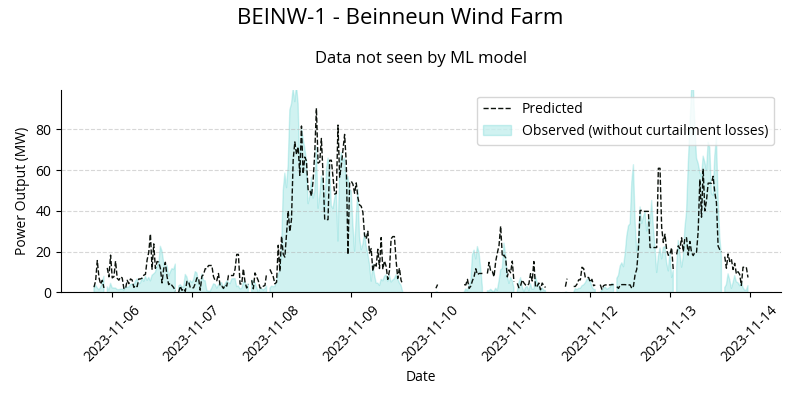 BEINW-1 - Beinneun Wind Farm
Data not seen by ML model
Predicted
Observed (without curtailment losses)
Power Output (MW)
80
60
40
20
0
2023-11-06
2023-11-07
2023-11-08
2023-11-09
2023-11-10
2023-11-11
2023-11-12
2023-11-13
2023-11-14
Date